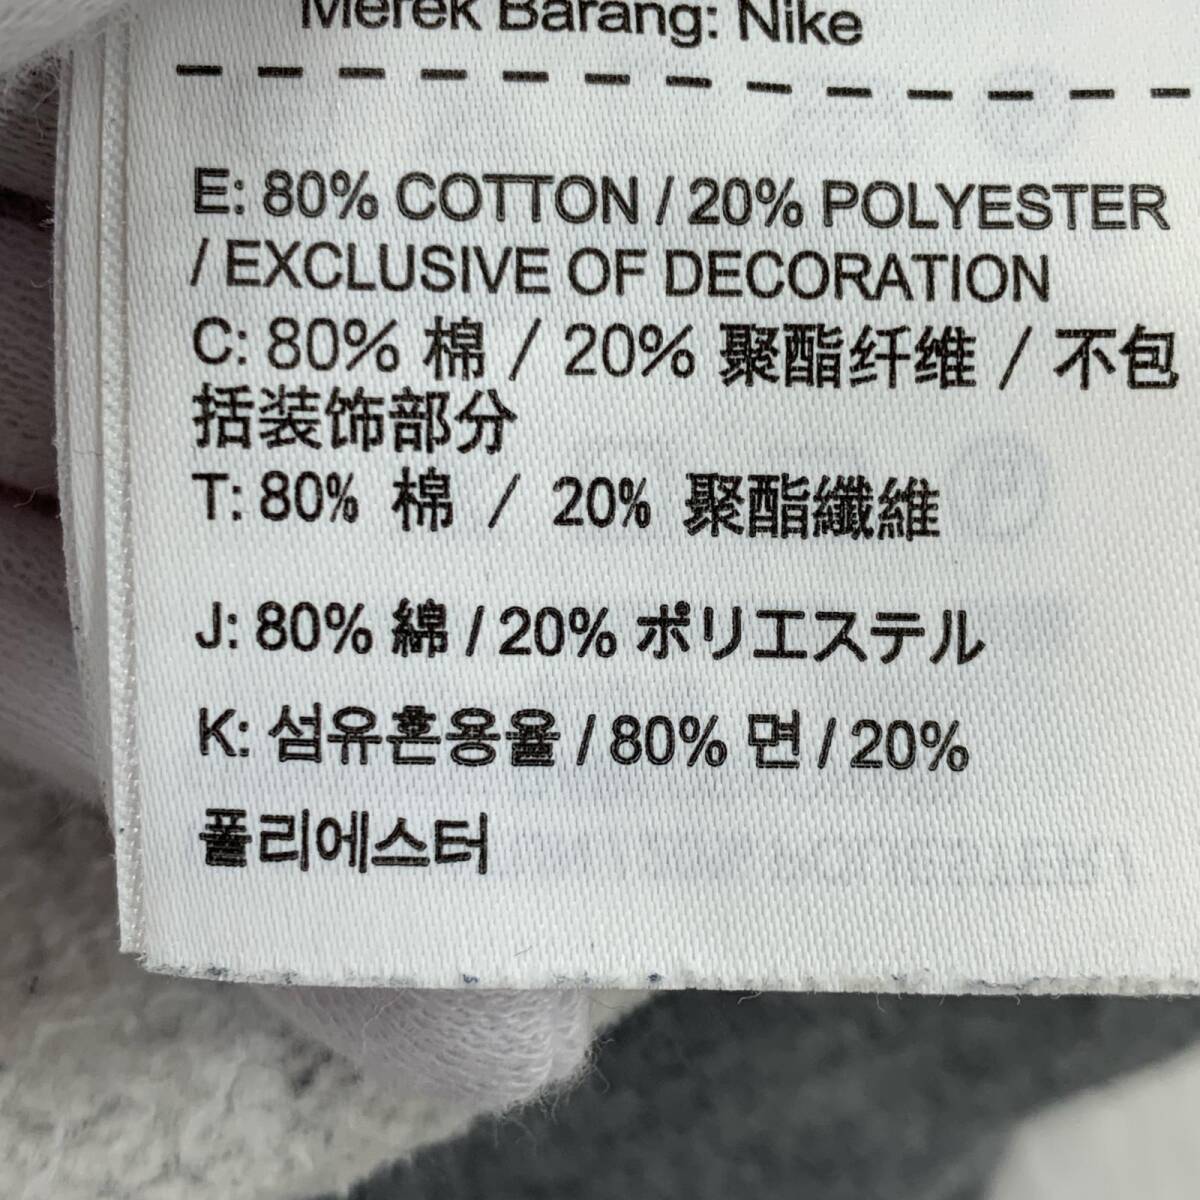 Merek Barang: Nike
E: 80% COTTON / 20% POLYESTER
/ EXCLUSIVE OF DECORATION
C: 80% 棉 / 20% 聚酯纤维 / 不包
括装饰部分
T: 80% 棉 / 20% 聚酯纖維
J: 80% 綿 / 20% ポリエステル
K: 섬유혼용율 / 80% 면 / 20%
폴리에스터